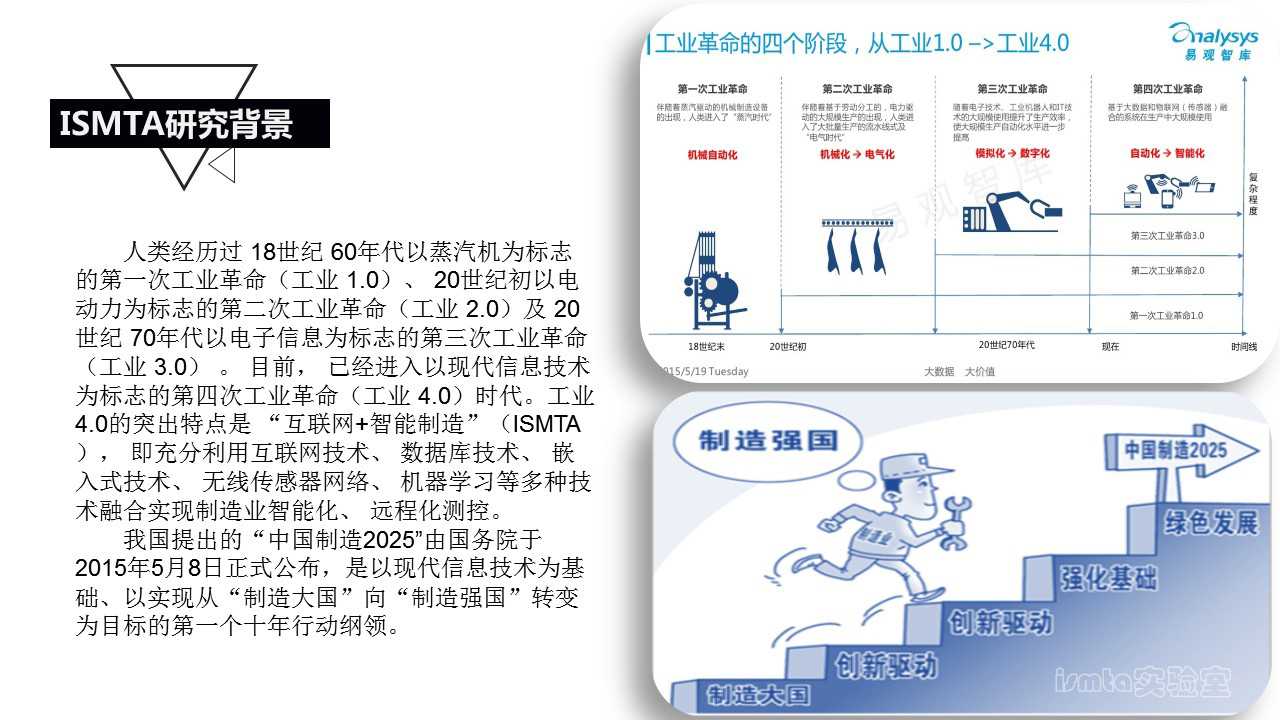 ISMTA研究背景
人类经历过 18世纪 60年代以蒸汽机为标志
的第一次工业革命（工业 1.0）、 20世纪初以电
动力为标志的第二次工业革命（工业 2.0）及 20
世纪 70年代以电子信息为标志的第三次工业革命
（工业 3.0） 。 目前， 已经进入以现代信息技术
为标志的第四次工业革命（工业 4.0）时代。工业
4.0的突出特点是 “互联网+智能制造”（ISMTA
）， 即充分利用互联网技术、 数据库技术、 嵌
入式技术、 无线传感器网络、 机器学习等多种技
术融合实现制造业智能化、 远程化测控。
我国提出的“中国制造2025”由国务院于
2015年5月8日正式公布，是以现代信息技术为基
础、以实现从“制造大国”向“制造强国”转变
为目标的第一个十年行动纲领。
工业革命的四个阶段，从工业1.0 –>工业4.0
analysys
易观智库
第一次工业革命
伴随着蒸汽驱动的机械制造设备
的出现，人类进入了“蒸汽时代”
机械自动化
第二次工业革命
伴随着基于劳动分工的，电力驱
动的大规模生产的出现，人类进
入了大批量生产的流水线式及
“电气时代”
机械化→电气化
第三次工业革命
随着电子技术、工业机器人和IT技
术的大规模使用提升了生产效率，
使大规模生产自动化水平进一步
提高
模拟化→数字化
第四次工业革命
基于大数据和物联网（传感器）融
合的系统在生产中大规模使用
自动化→智能化
复杂程度
易观智库
第三次工业革命3.0
第二次工业革命2.0
第一次工业革命1.0
18世纪末
20世纪初
20世纪70年代
现在
时间线
015/5/19 Tuesday
大数据 大价值
制造强国
中国制造2025
制造业
绿色发展
强化基础
创新驱动
创新驱动
制造大国
ismta实验室